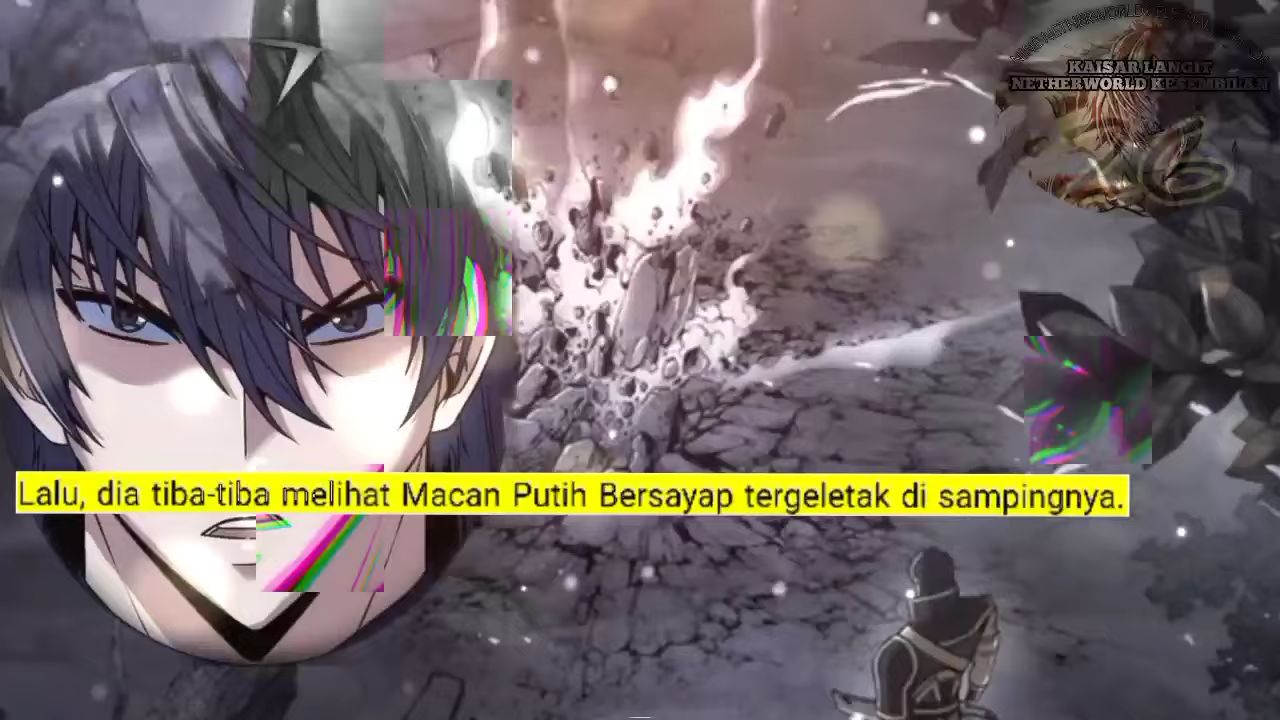 KAISAR LANGIT
NETHERWORLD KESEMBILAN
Lalu, dia tiba-tiba melihat Macan Putih Bersayap tergeletak di sampingnya.